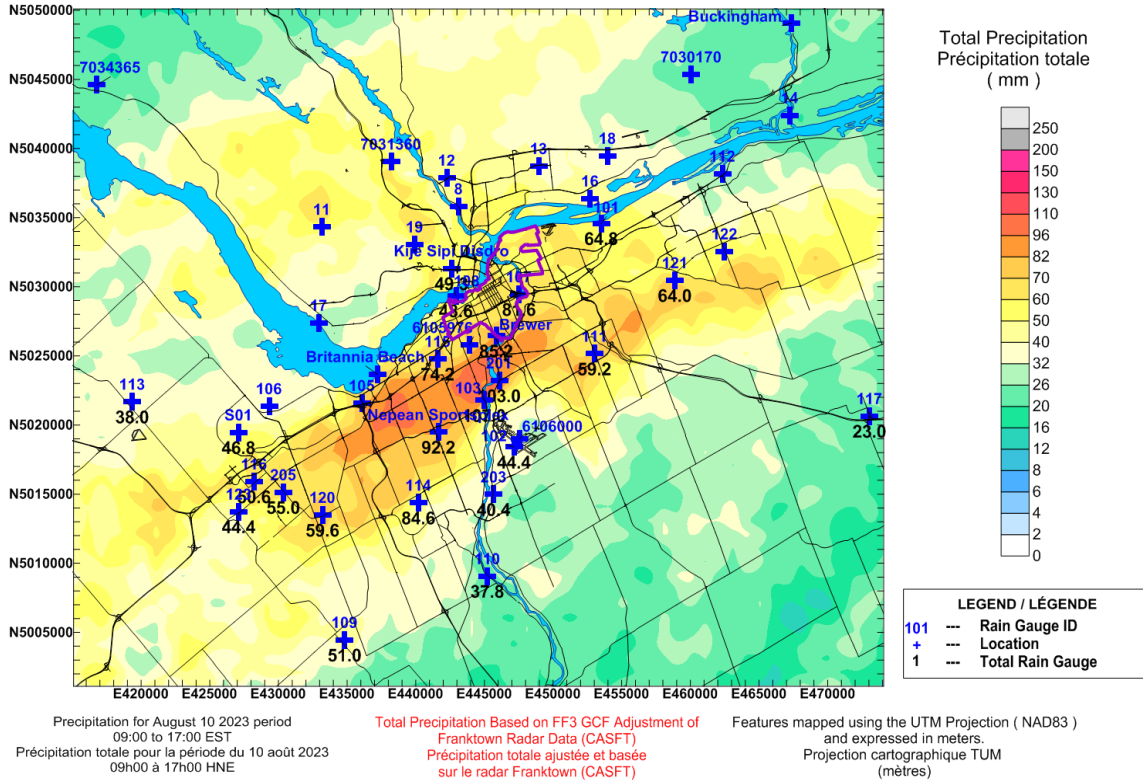 N5050000
N5045000
N5040000
N5035000
N5030000
N5025000
N5020000
N5015000
N5010000
N5005000
E420000
E425000
E430000
E435000
E440000
E445000
E450000
E455000
E460000
E465000
E470000
Buckingham
7034365
7030170
14
18
13
7031360
12
112
8
16
11
101
64.8
19
122
Kije Sipi Disdro
49.3
121
64.0
108
43.6
17
6105976
Brewer
85.2
115
74.2
111
59.2
Britannia Beach
201
103.0
113
38.0
106
105
103
107.0
117
23.0
S01
46.8
Nepean Sportsplex
92.2
6106000
102
44.4
116
50.6
205
55.0
44.4
120
59.6
114
84.6
203
40.4
110
37.8
109
51.0
Total Precipitation
Précipitation totale
( mm )
250
200
150
130
110
96
82
70
60
50
40
32
26
20
16
12
8
6
4
2
0
LEGEND / LÉGENDE
101 --- Rain Gauge ID
+ --- Location
1 --- Total Rain Gauge
Precipitation for August 10 2023 period
09:00 to 17:00 EST
Précipitation totale pour la période du 10 août 2023
09h00 à 17h00 HNE
Total Precipitation Based on FF3 GCF Adjustment of
Franktown Radar Data (CASFT)
Précipitation totale ajustée et basée
sur le radar Franktown (CASFT)
Features mapped using the UTM Projection ( NAD83 )
and expressed in meters.
Projection cartographique TUM
(mètres)